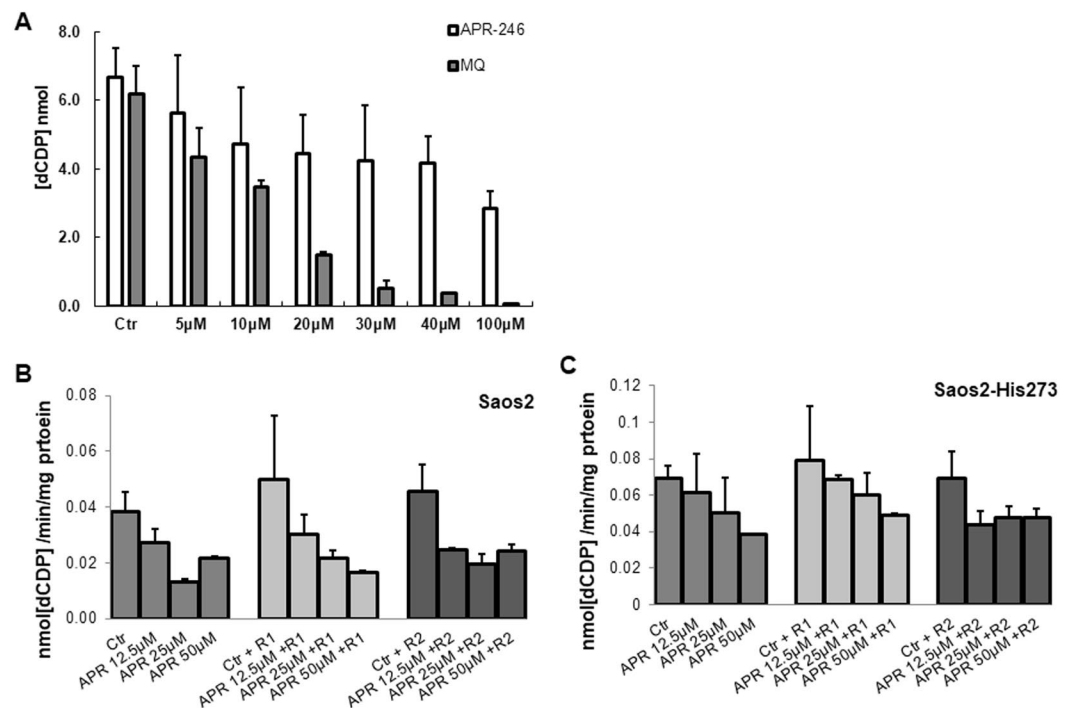 A
8.0
6.0
4.0
2.0
0.0
[dCDP] nmol
APR-246
MQ
Ctr 5µM 10µM 20µM 30µM 40µM 100µM
B
0.08
0.06
0.04
0.02
0.00
nmol[dCDP] /min/mg prtoein
Saos2
Ctr
APR 12.5µM
APR 25µM
APR 50µM
Ctr + R1
APR 12.5µM +R1
APR 25µM +R1
APR 50µM +R1
Ctr + R2
APR 12.5µM +R2
APR 25µM +R2
APR 50µM +R2
C
0.12
0.1
0.08
0.06
0.04
0.02
0
nmol[dCDP] /min/mg prtoein
Saos2-His273
Ctr
APR 12.5µM
APR 25µM
APR 50µM
Ctr + R1
APR 12.5µM +R1
APR 25µM +R1
APR 50µM +R1
Ctr + R2
APR 12.5µM +R2
APR 25µM +R2
APR 50µM +R2